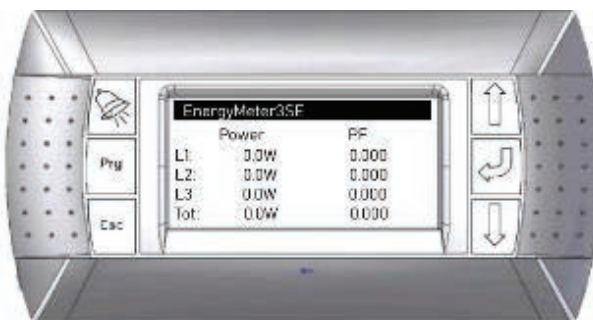 EnergyMeter3SE
Power PF
L1: 0.0W 0.000
L2: 0.0W 0.000
L3 0.0W 0.000
Tot: 0.0W 0.000
Prg
Esc